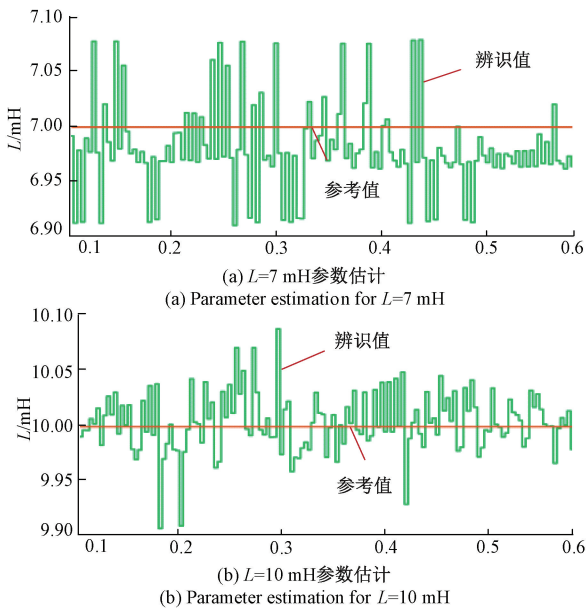 7.10
7.05
7.00
6.95
6.90
L/mH
辨识值
参考值
0.1 0.2 0.3 0.4 0.5 0.6
(a) L=7 mH参数估计
(a) Parameter estimation for L=7 mH
10.10
10.05
10.00
9.95
9.90
L/mH
辨识值
参考值
0.1 0.2 0.3 0.4 0.5 0.6
(b) L=10 mH参数估计
(b) Parameter estimation for L=10 mH